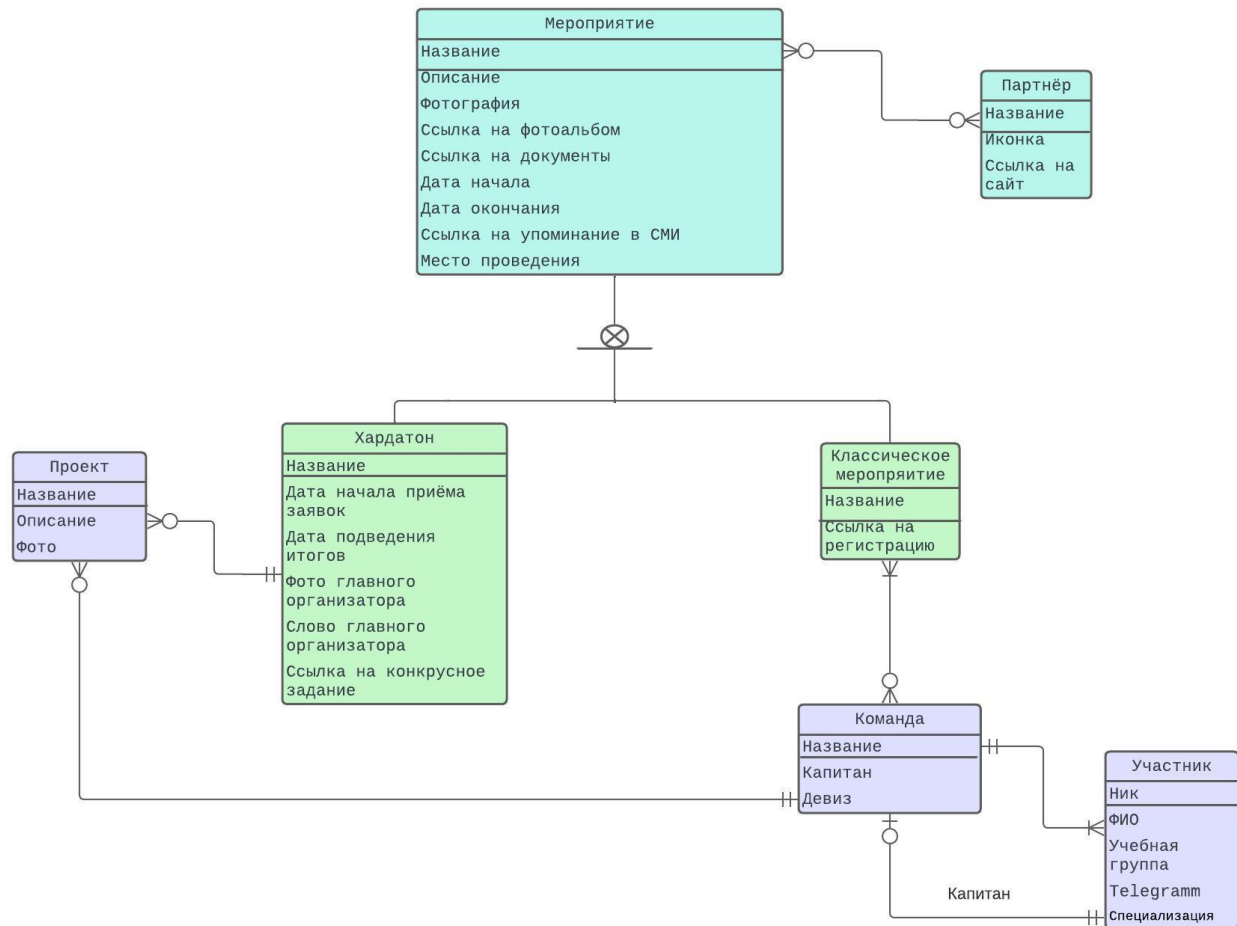 Мероприятие
Название
Описание
Фотография
Ссылка на фотоальбом
Ссылка на документы
Дата начала
Дата окончания
Ссылка на упоминание в СМИ
Место проведения
Партнёр
Название
Иконка
Ссылка на
сайт
Проект
Название
Описание
Фото
Хардатон
Название
Дата начала приёма
заявок
Дата подведения
итогов
Фото главного
организатора
Слово главного
организатора
Ссылка на конкрусное
задание
Классическое
меропряитие
Название
Ссылка на
регистрацию
Команда
Название
Капитан
Девиз
Капитан
Участник
Ник
ФИО
Учебная
группа
Telegramm
Специализация